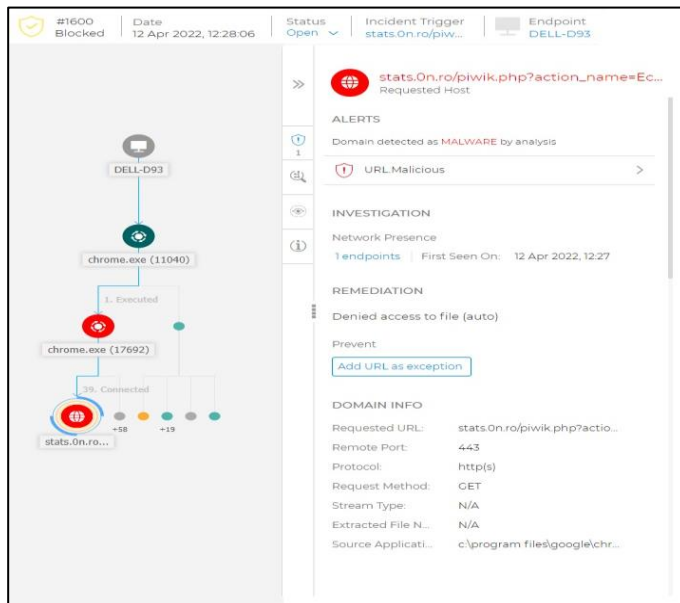 #1600
Blocked
Date
12 Apr 2022, 12:28:06
Status
Open
Incident Trigger
stats.0n.ro/piw...
Endpoint
DELL-D93
DELL-D93
chrome.exe (11040)
1. Executed
chrome.exe (17692)
39. Connected
+58
+19
stats.0n.ro...
1
stats.0n.ro/piwik.php?action_name=Ec...
Requested Host
ALERTS
Domain detected as MALWARE by analysis
URL.Malicious
INVESTIGATION
Network Presence
1 endpoints
First Seen On: 12 Apr 2022, 12:27
REMEDIATION
Denied access to file (auto)
Prevent
Add URL as exception
DOMAIN INFO
Requested URL: stats.0n.ro/piwik.php?actio...
Remote Port: 443
Protocol: http(s)
Request Method: GET
Stream Type: N/A
Extracted File N... N/A
Source Applicati... c:\program files\google\chr...